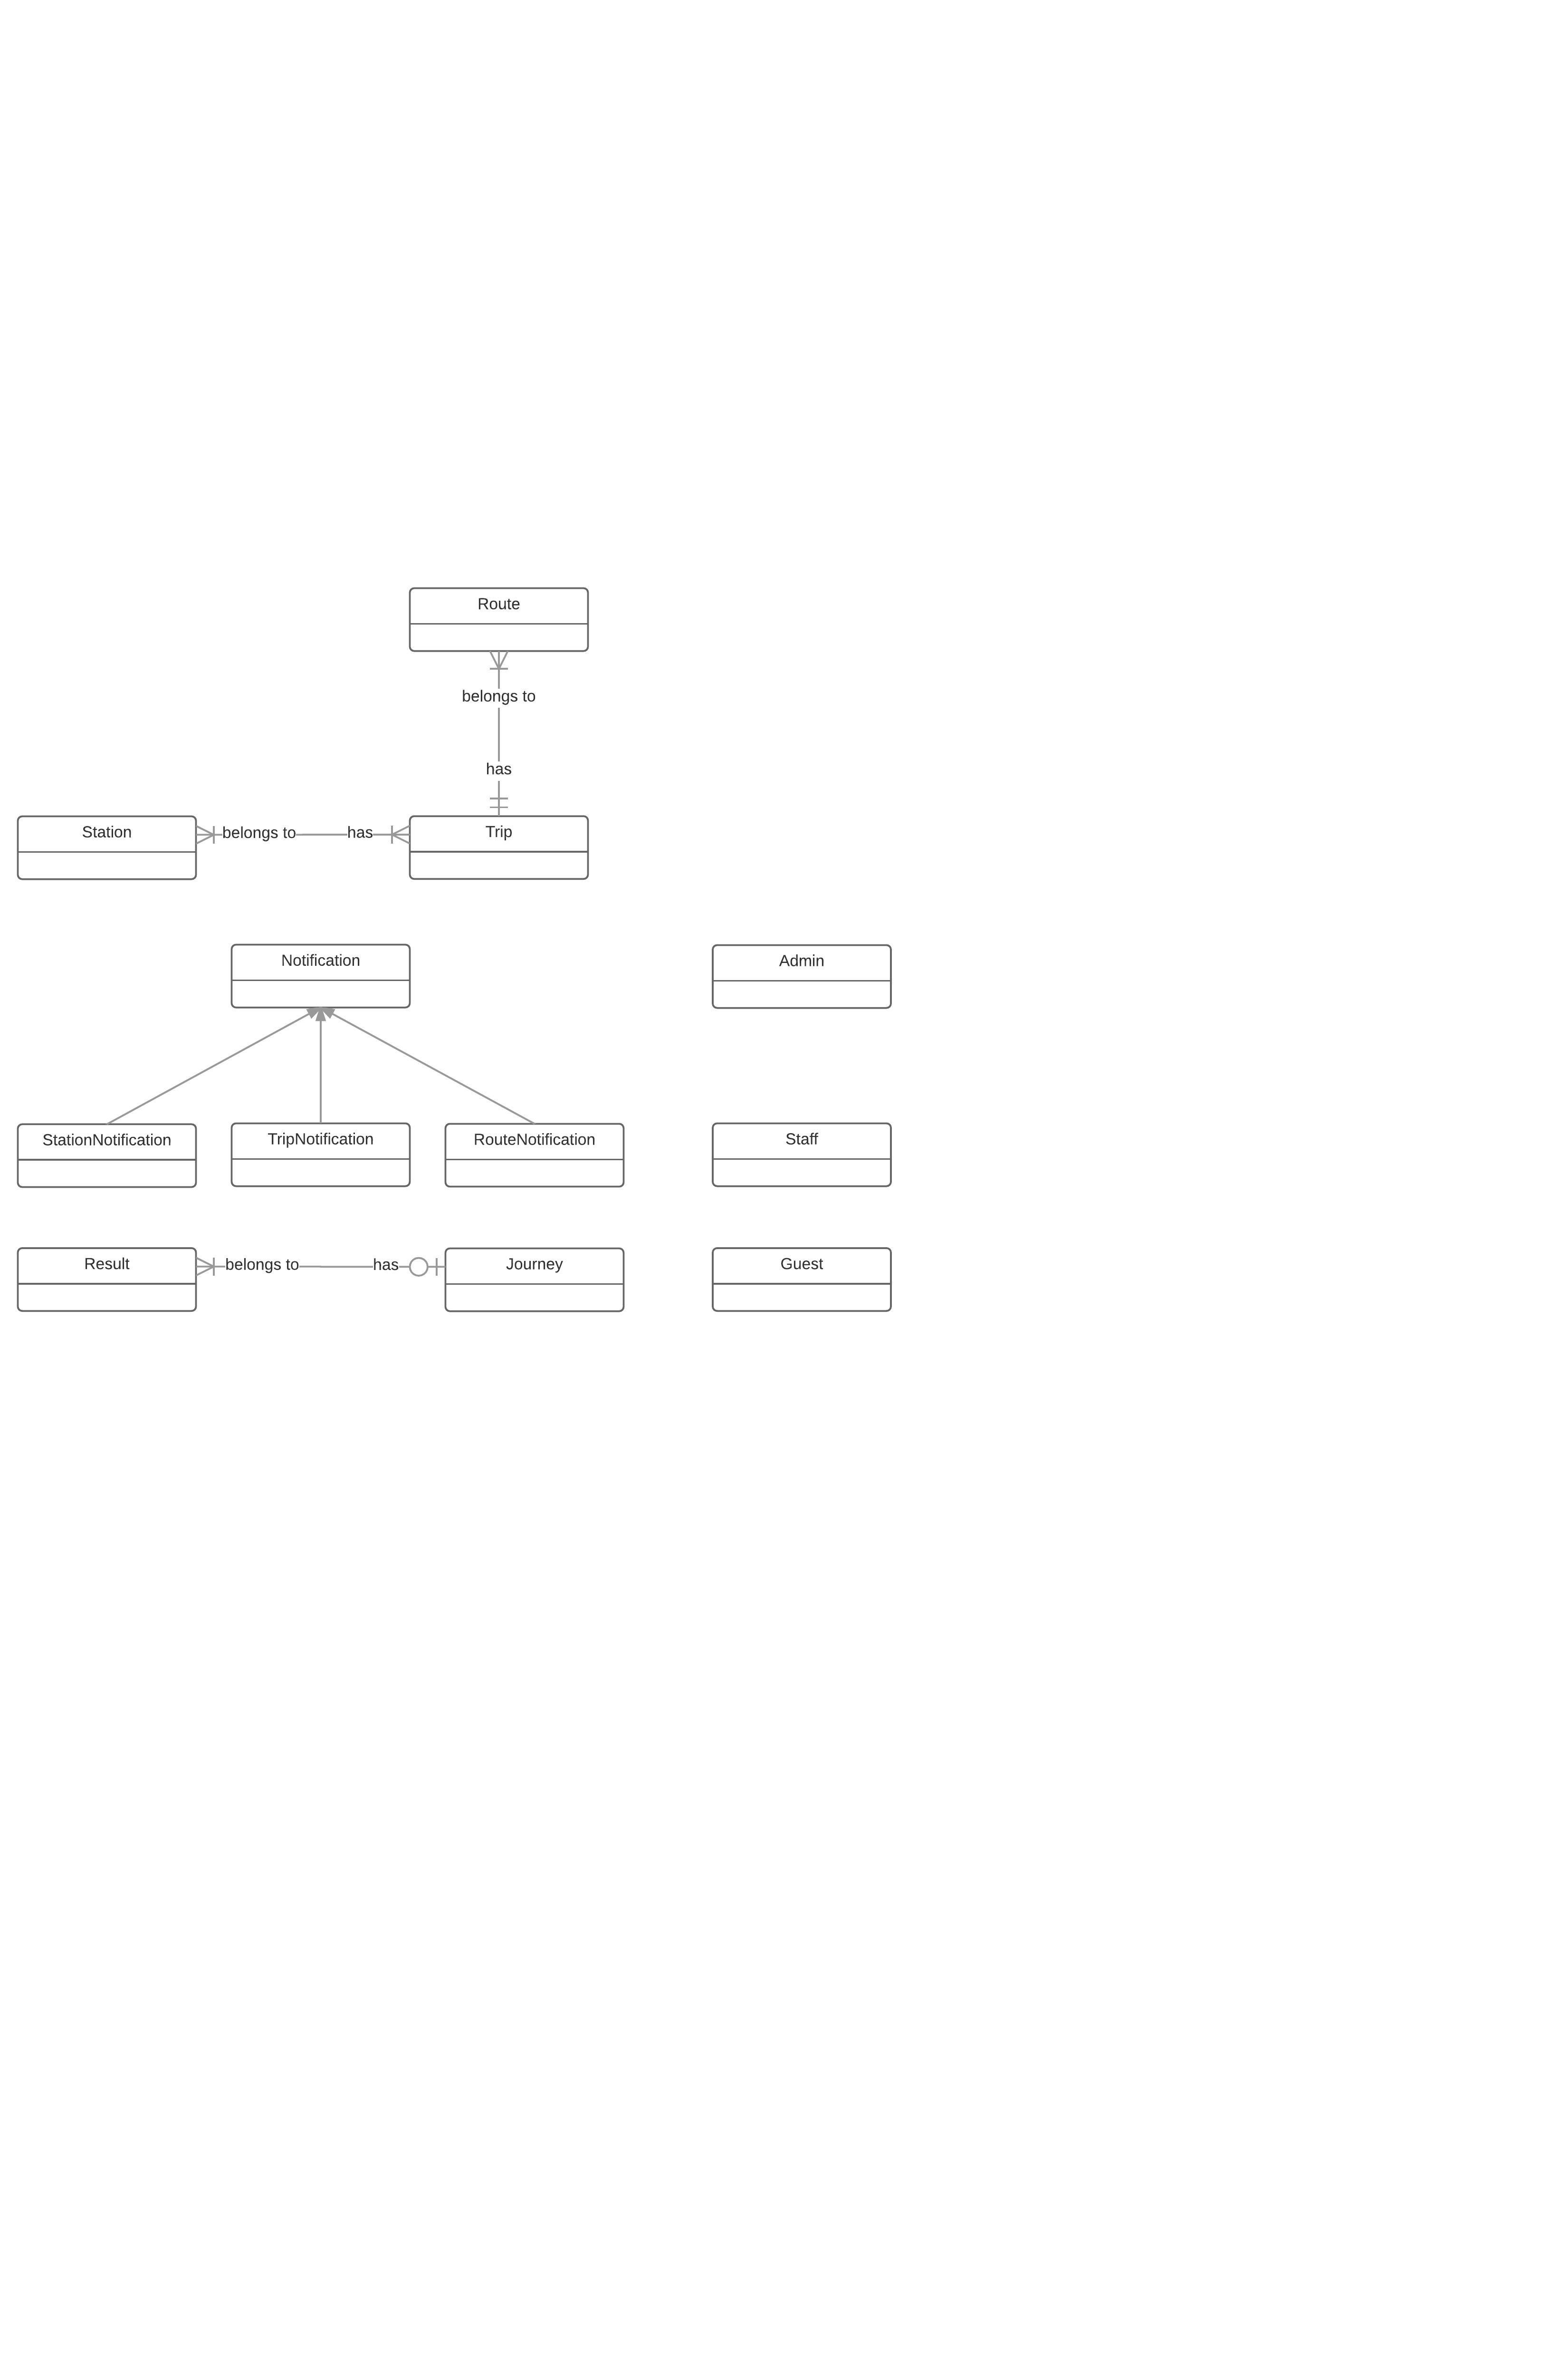 Route
belongs to
has
Station
belongs to
has
Trip
Notification
Admin
StationNotification
TripNotification
RouteNotification
Staff
Result
belongs to
has
Journey
Guest